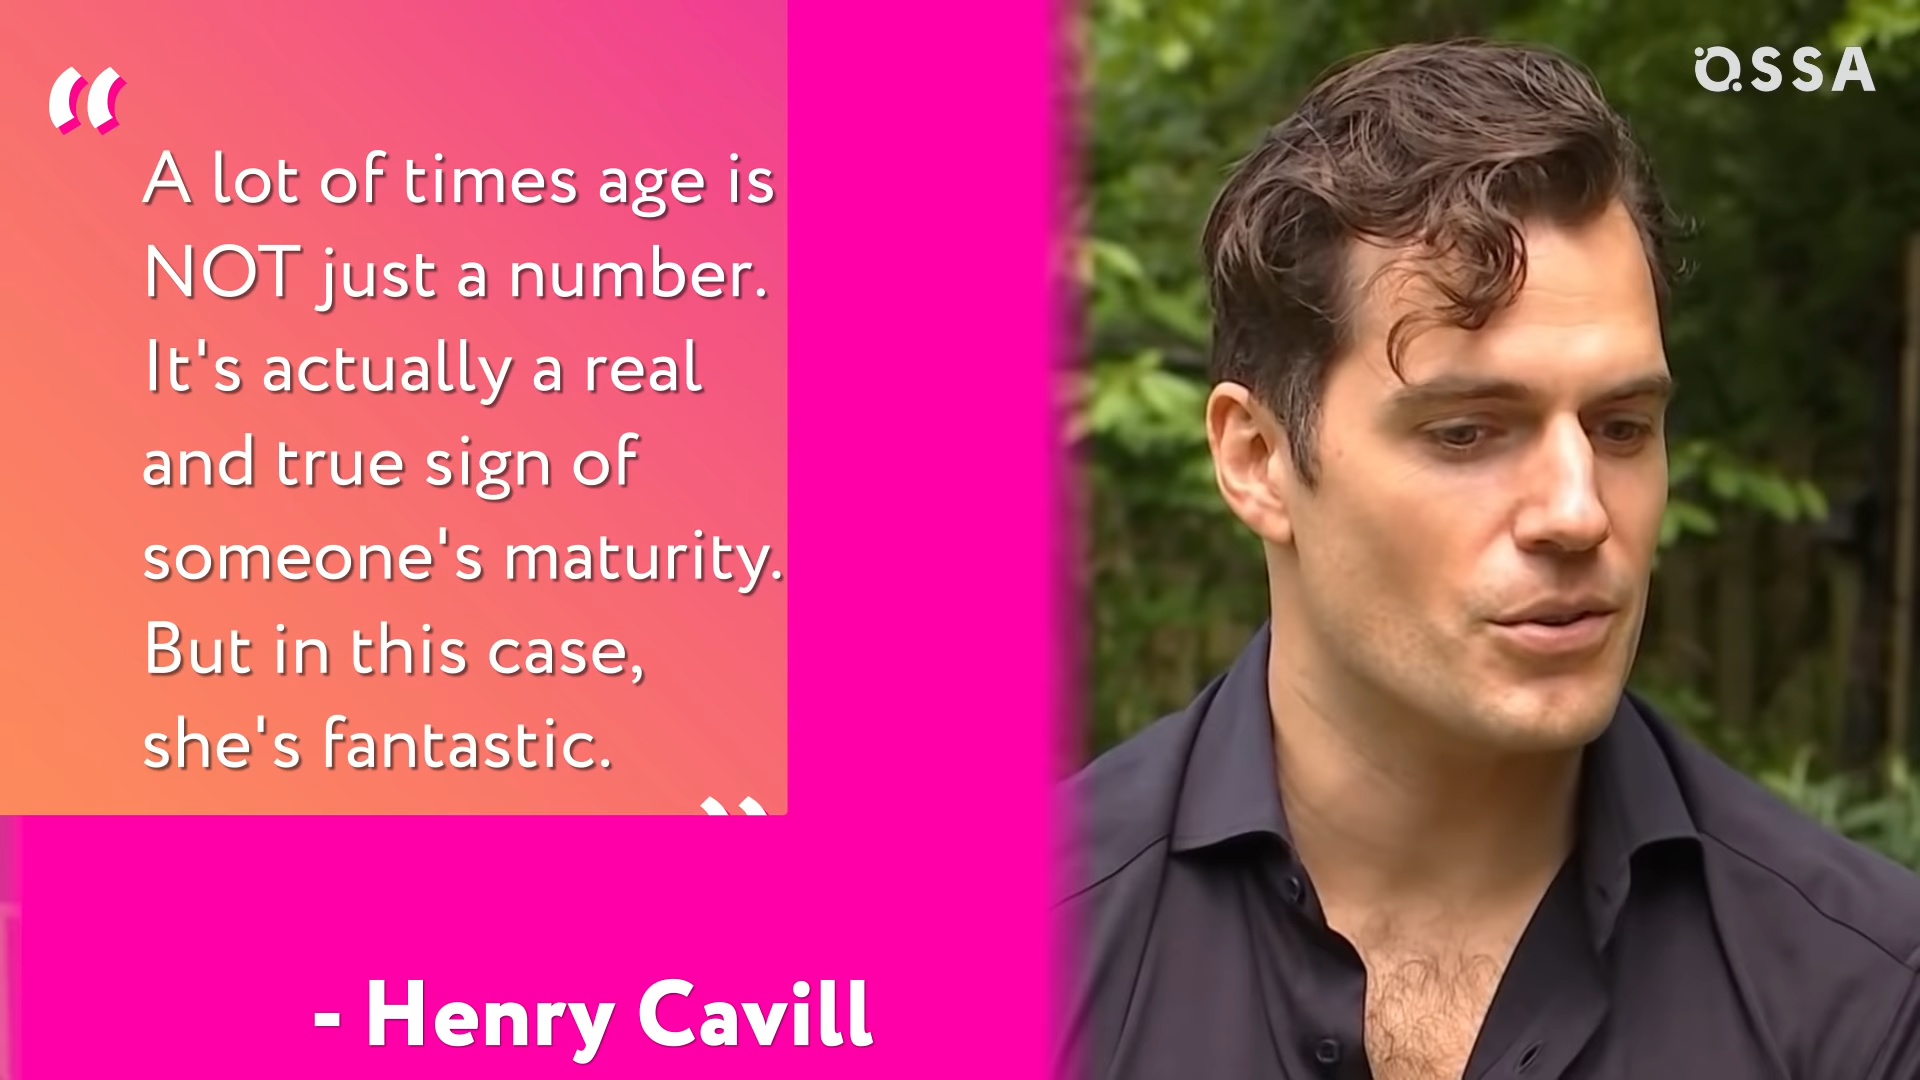 “
A lot of times age is
NOT just a number.
It's actually a real
and true sign of
someone's maturity.
But in this case,
she's fantastic.
”
- Henry Cavill
OSSA